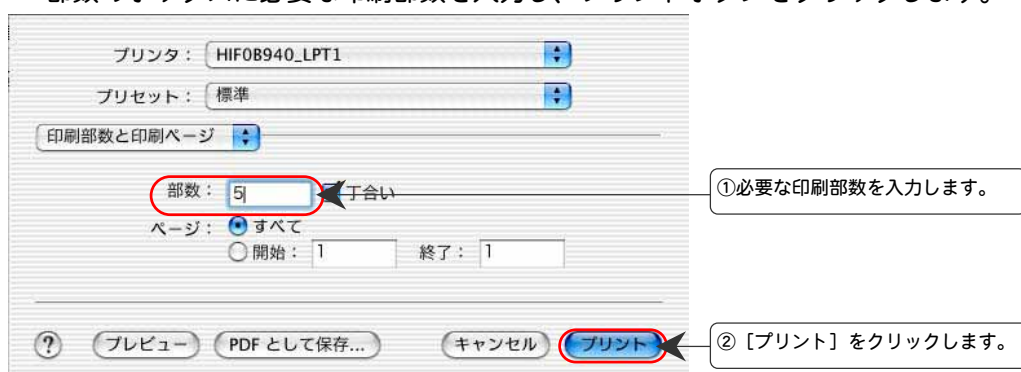 プリンタ： HIF0B940_LPT1
プリセット： 標準
印刷部数と印刷ページ
部数： 5 丁合い
①必要な印刷部数を入力します。
ページ： すべて
開始： 1 終了： 1
? プレビュー PDF として保存... キャンセル プリント
②［プリント］をクリックします。